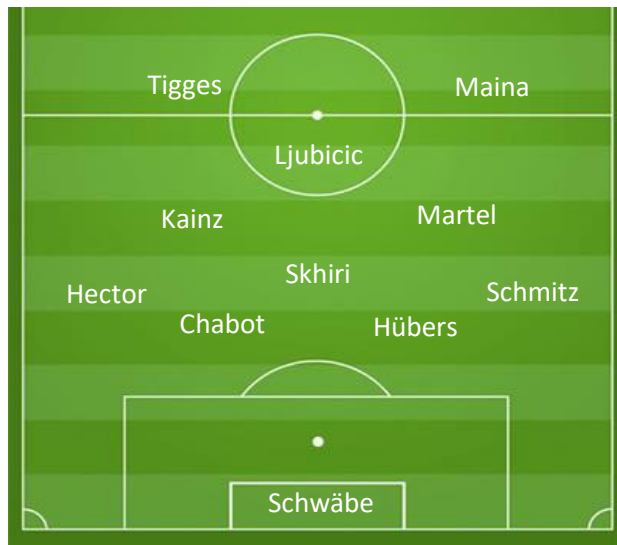 Tigges
Maina
Ljubicic
Kainz
Martel
Skhiri
Hector
Schmitz
Chabot
Hübers
Schwäbe